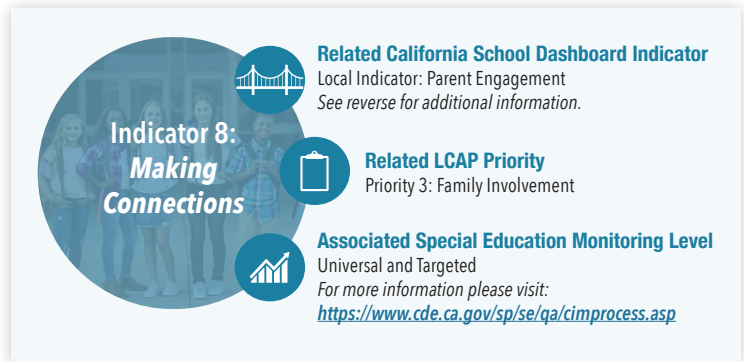 Indicator 8:
Making
Connections
Related California School Dashboard Indicator
Local Indicator: Parent Engagement
See reverse for additional information.
Related LCAP Priority
Priority 3: Family Involvement
Associated Special Education Monitoring Level
Universal and Targeted
For more information please visit:
https://www.cde.ca.gov/sp/se/qa/cimprocess.asp